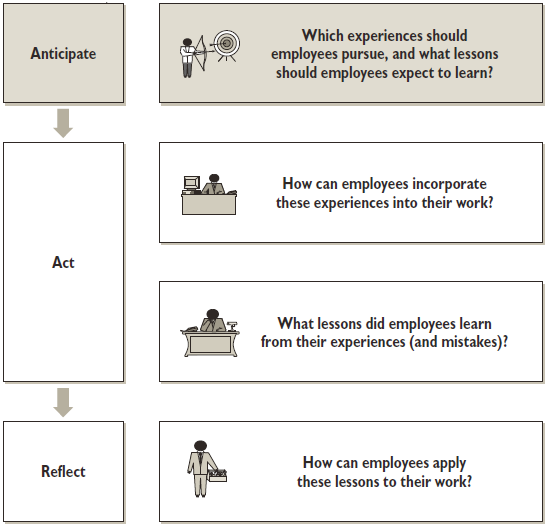 Anticipate
Which experiences should
employees pursue, and what lessons
should employees expect to learn?
Act
How can employees incorporate
these experiences into their work?
What lessons did employees learn
from their experiences (and mistakes)?
Reflect
How can employees apply
these lessons to their work?